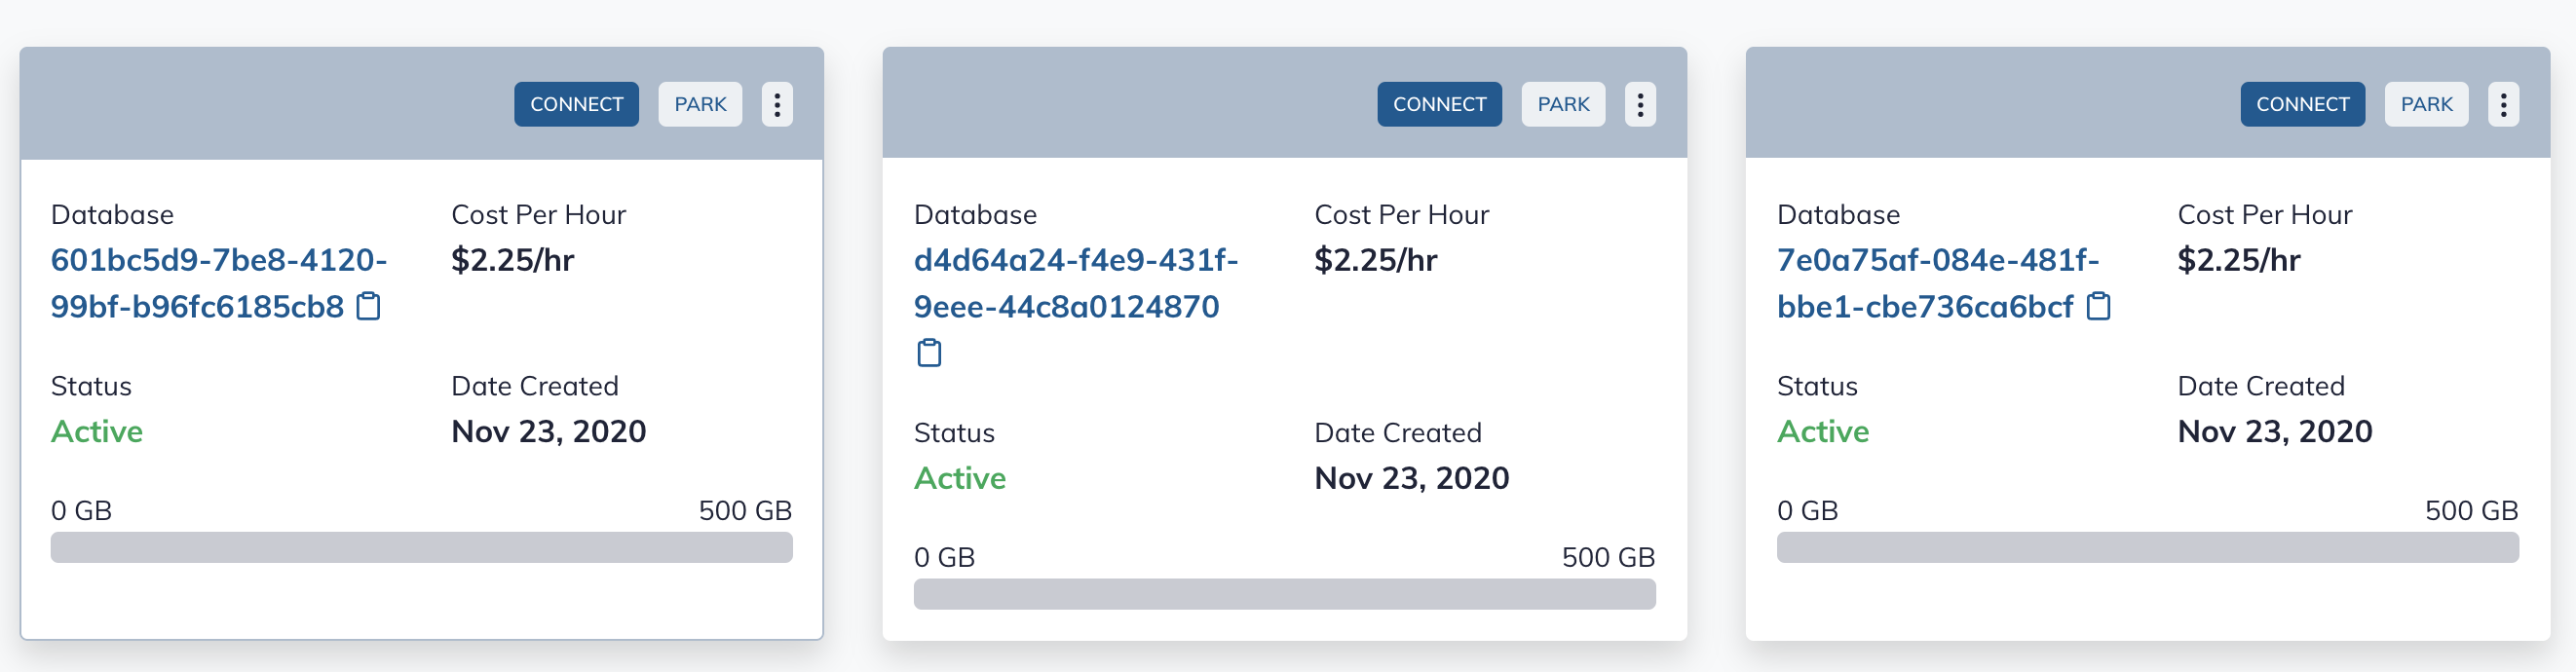 CONNECT PARK
Database Cost Per Hour
601bc5d9-7be8-4120- $2.25/hr
99bf-b96fc6185cb8
Status Date Created
Active Nov 23, 2020
0 GB 500 GB
CONNECT PARK
Database Cost Per Hour
d4d64a24-f4e9-431f- $2.25/hr
9eee-44c8a0124870
Status Date Created
Active Nov 23, 2020
0 GB 500 GB
CONNECT PARK
Database Cost Per Hour
7e0a75af-084e-481f- $2.25/hr
bbe1-cbe736ca6bcf
Status Date Created
Active Nov 23, 2020
0 GB 500 GB